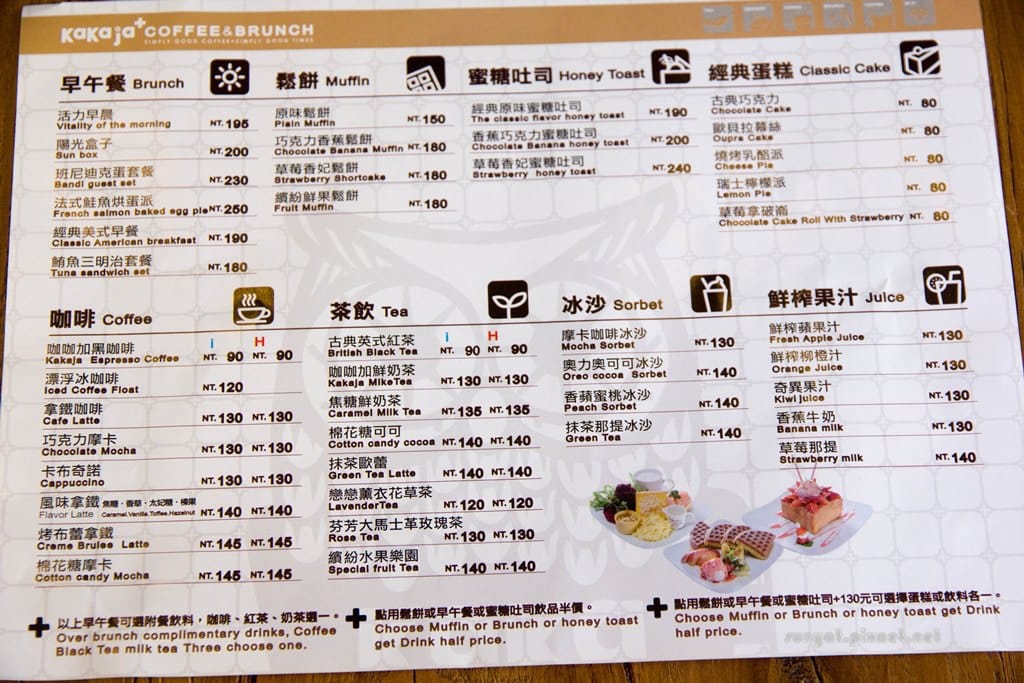 kakaja+COFFEE&BRUNCH
SIMPLY GOOD COFFEE·SIMPLY GOOD TIMES
早午餐 Brunch
活力早晨
Vitality of the morning NT. 195
陽光盒子
Sun box NT. 200
班尼迪克蛋套餐
Bandi guest set NT. 230
法式鮭魚烘蛋派
French salmon baked egg pie NT. 250
經典美式早餐
Classic American breakfast NT. 190
鮪魚三明治套餐
Tuna sandwich set NT. 180
鬆餅 Muffin
原味鬆餅
Plain Muffin NT. 150
巧克力香蕉鬆餅
Chocolate Banana Muffin NT. 180
草莓香妃鬆餅
Strawberry Shortcake NT. 180
繽紛鮮果鬆餅
Fruit Muffin NT. 180
蜜糖吐司 Honey Toast
經典原味蜜糖吐司
The classic flavor honey toast NT. 190
香蕉巧克力蜜糖吐司
Chocolate Banana honey toast NT. 200
草莓香妃蜜糖吐司
Strawberry honey toast NT. 240
經典蛋糕 Classic Cake
古典巧克力
Chocolate Cake NT. 80
歐貝拉慕絲
Oupra Cake NT. 80
燒烤乳酪派
Cheese Pie NT. 80
瑞士檸檬派
Lemon Pie NT. 80
草莓拿破崙
Chocolate Cake Roll With Strawberry NT. 80
咖啡 Coffee
i H
咖咖加黑咖啡
Kakaja Espresso Coffee NT. 90 NT. 90
漂浮冰咖啡
Iced Coffee Float NT. 120
拿鐵咖啡
Cafe Latte NT. 130 NT. 130
巧克力摩卡
Chocolate Mocha NT. 130 NT. 130
卡布奇諾
Cappuccino NT. 130 NT. 130
風味拿鐵 焦糖·香草·太妃糖·榛果
Flavor Latte Caramel.Vanilla.Toffee.Hazelnut NT. 140 NT. 140
烤布蕾拿鐵
Creme Brulee Latte NT. 145 NT. 145
棉花糖摩卡
Cotton candy Mocha NT. 145 NT. 145
茶飲 Tea
i H
古典英式紅茶
British Black Tea NT. 90 NT. 90
咖咖加鮮奶茶
Kakaja MikeTea NT. 130 NT. 130
焦糖鮮奶茶
Caramel Milk Tea NT. 135 NT. 135
棉花糖可可
Cotton candy cocoa NT. 140 NT. 140
抹茶歐蕾
Green Tea Latte NT. 140 NT. 140
戀戀薰衣花草茶
LavenderTea NT. 120 NT. 120
芬芳大馬士革玫瑰茶
Rose Tea NT. 130 NT. 130
繽紛水果樂園
Special fruit Tea NT. 140 NT. 140
冰沙 Sorbet
摩卡咖啡冰沙
Mocha Sorbet NT. 130
奧力奧可可冰沙
Oreo cocoa Sorbet NT. 140
香蘋蜜桃冰沙
Peach Sorbet NT. 140
抹茶那提冰沙
Green Tea NT. 140
鮮榨果汁 Juice
鮮榨蘋果汁
Fresh Apple Juice NT. 130
鮮榨柳橙汁
Orange Juice NT. 130
奇異果汁
Kiwi juice NT. 130
香蕉牛奶
Banana milk NT. 130
草莓那提
Strawberry milk NT. 140
+ 以上早午餐可選附餐飲料，咖啡、紅茶、奶茶選一。
Over brunch complimentary drinks, Coffee
Black Tea milk tea Three choose one.
+ 點用鬆餅或早午餐或蜜糖吐司飲品半價。
Choose Muffin or Brunch or honey toast
get Drink half price.
+ 點用鬆餅或早午餐或蜜糖吐司+130元可選擇蛋糕或飲料各一。
Choose Muffin or Brunch or honey toast get Drink
half price.
sunyat.pixnet.net